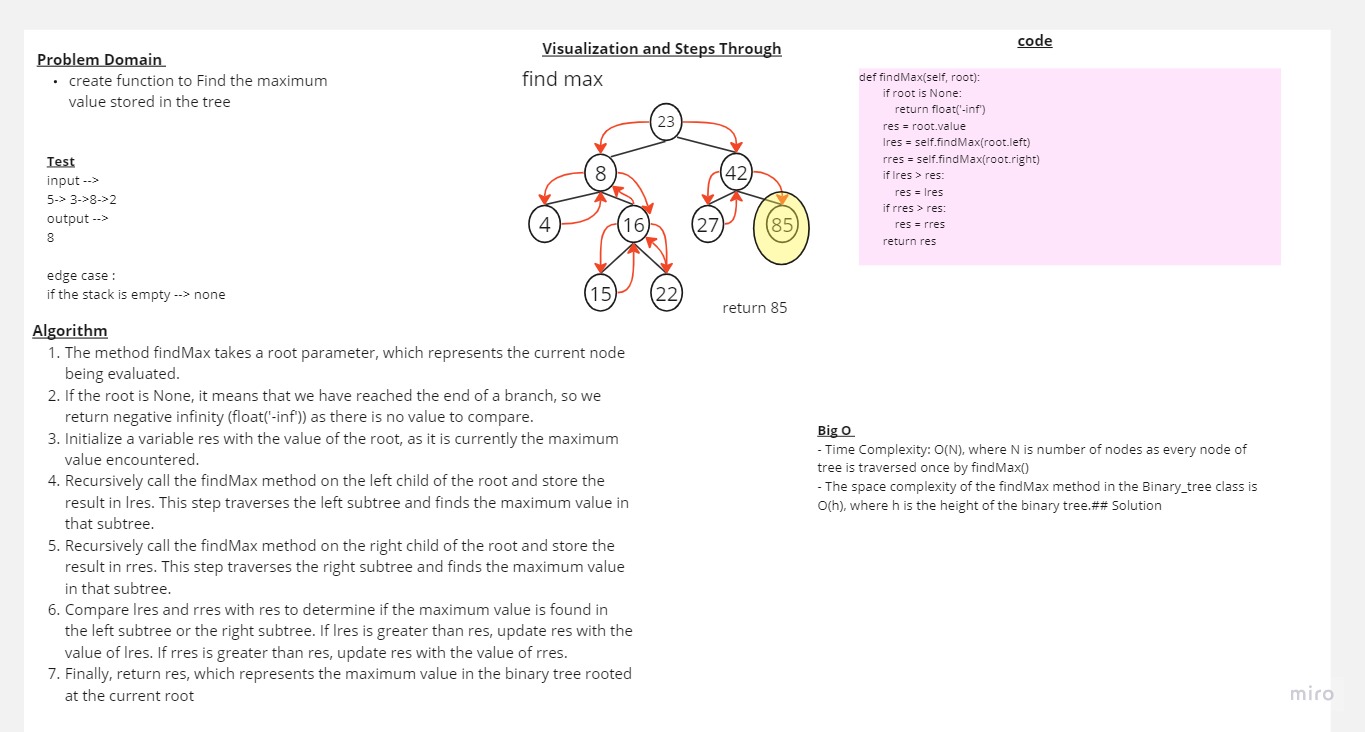 Problem Domain
• create function to Find the maximum
value stored in the tree
Test
input -->
5-> 3->8->2
output -->
8
edge case :
if the stack is empty --> none
Visualization and Steps Through
find max
23
8
42
4
16
27
85
15
22
return 85
code
def findMax(self, root):
if root is None:
return float('-inf')
res = root.value
lres = self.findMax(root.left)
rres = self.findMax(root.right)
if lres > res:
res = lres
if rres > res:
res = rres
return res
Algorithm
1. The method findMax takes a root parameter, which represents the current node
being evaluated.
2. If the root is None, it means that we have reached the end of a branch, so we
return negative infinity (float('-inf')) as there is no value to compare.
3. Initialize a variable res with the value of the root, as it is currently the maximum
value encountered.
4. Recursively call the findMax method on the left child of the root and store the
result in lres. This step traverses the left subtree and finds the maximum value in
that subtree.
5. Recursively call the findMax method on the right child of the root and store the
result in rres. This step traverses the right subtree and finds the maximum value
in that subtree.
6. Compare lres and rres with res to determine if the maximum value is found in
the left subtree or the right subtree. If lres is greater than res, update res with the
value of lres. If rres is greater than res, update res with the value of rres.
7. Finally, return res, which represents the maximum value in the binary tree rooted
at the current root
Big O
- Time Complexity: O(N), where N is number of nodes as every node of
tree is traversed once by findMax()
- The space complexity of the findMax method in the Binary_tree class is
O(h), where h is the height of the binary tree.## Solution
miro